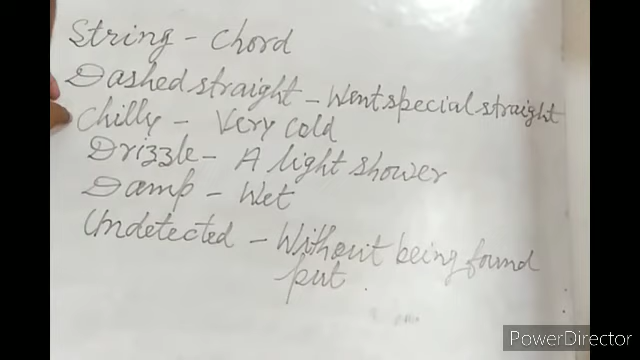 String - Chord
Dashed straight - Went special straight
Chilly - Very cold
Drizzle - A light shower
Damp - Wet
Undetected - Without being found
put.
PowerDirector